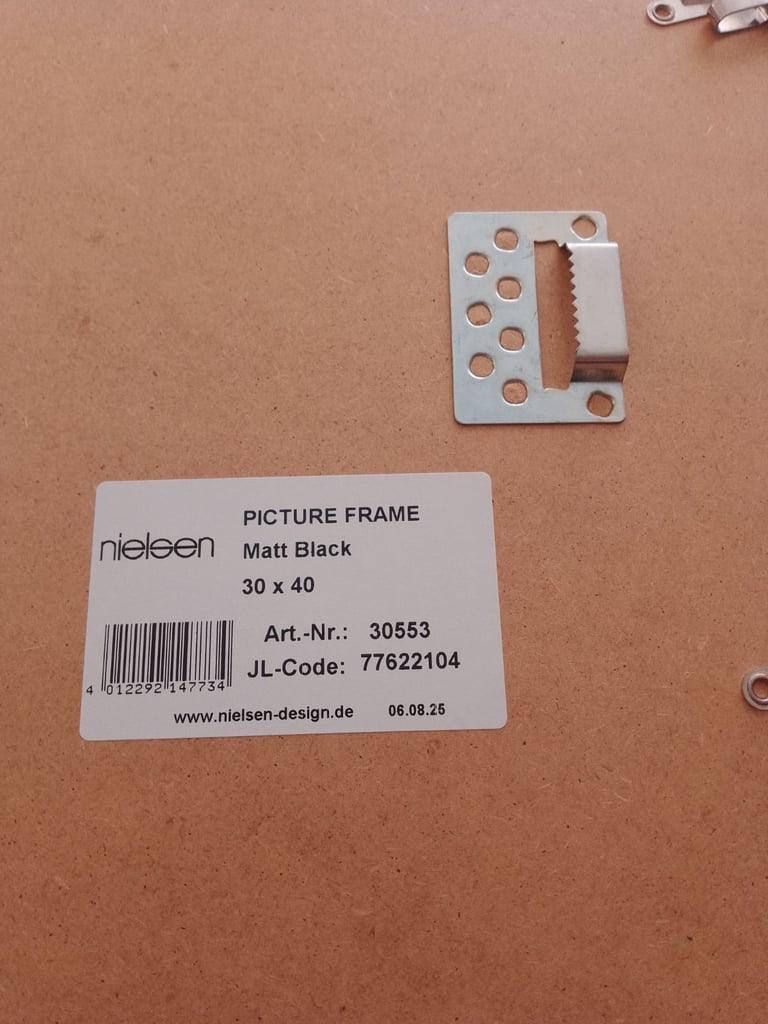 nielsen
PICTURE FRAME
Matt Black
30 x 40
Art.-Nr.: 30553
JL-Code: 77622104
4 012292 147734
www.nielsen-design.de 06.08.25